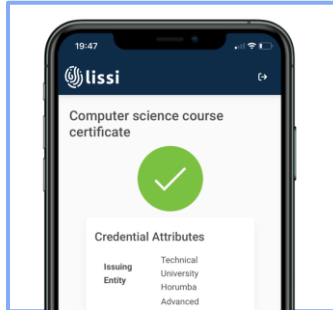 19:47
lissi
Computer science course
certificate
Credential Attributes
Issuing Entity
Technical University Horumba Advanced